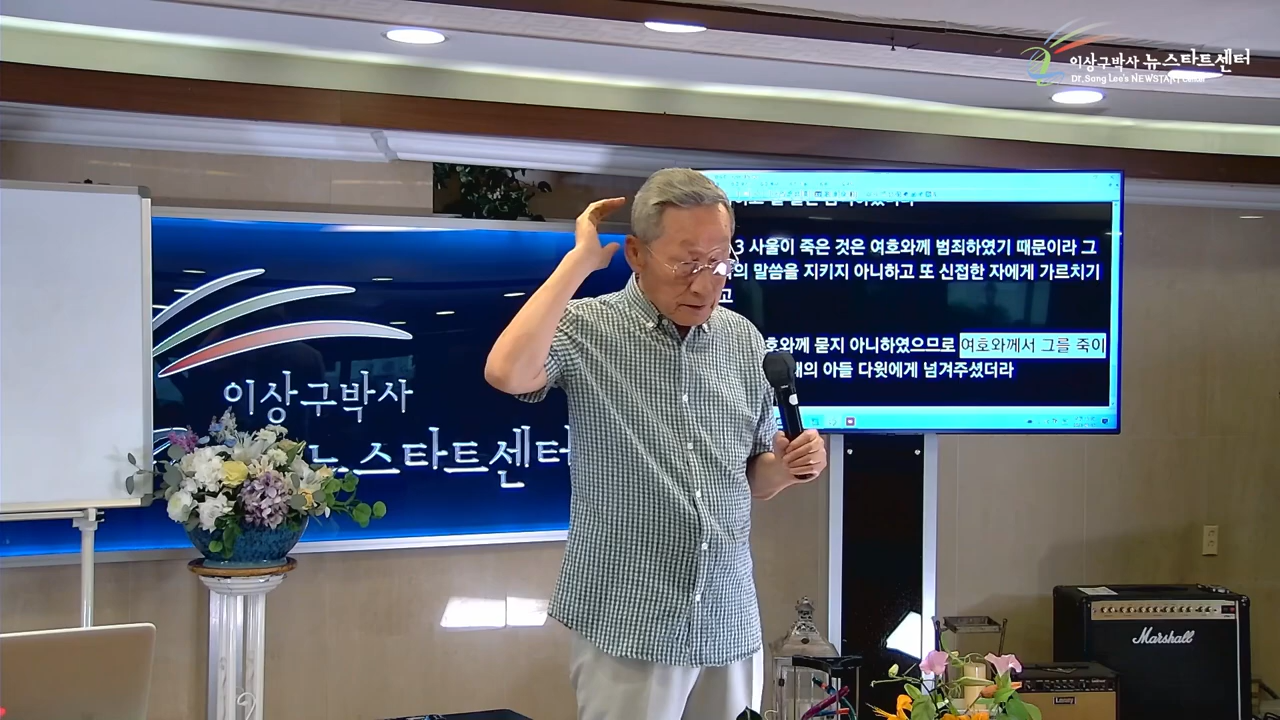 이상구박사 뉴스타트센터
Dr. Sang Lee's NEWSTART Center
3 사울이 죽은 것은 여호와께 범죄하였기 때문이라 그
의 말씀을 지키지 아니하고 또 신접한 자에게 가르치기
고
호와께 묻지 아니하였으므로 여호와께서 그를 죽이
새의 아들 다윗에게 넘겨주셨더라
이상구박사
뉴스타트센터
Marshall
Laney